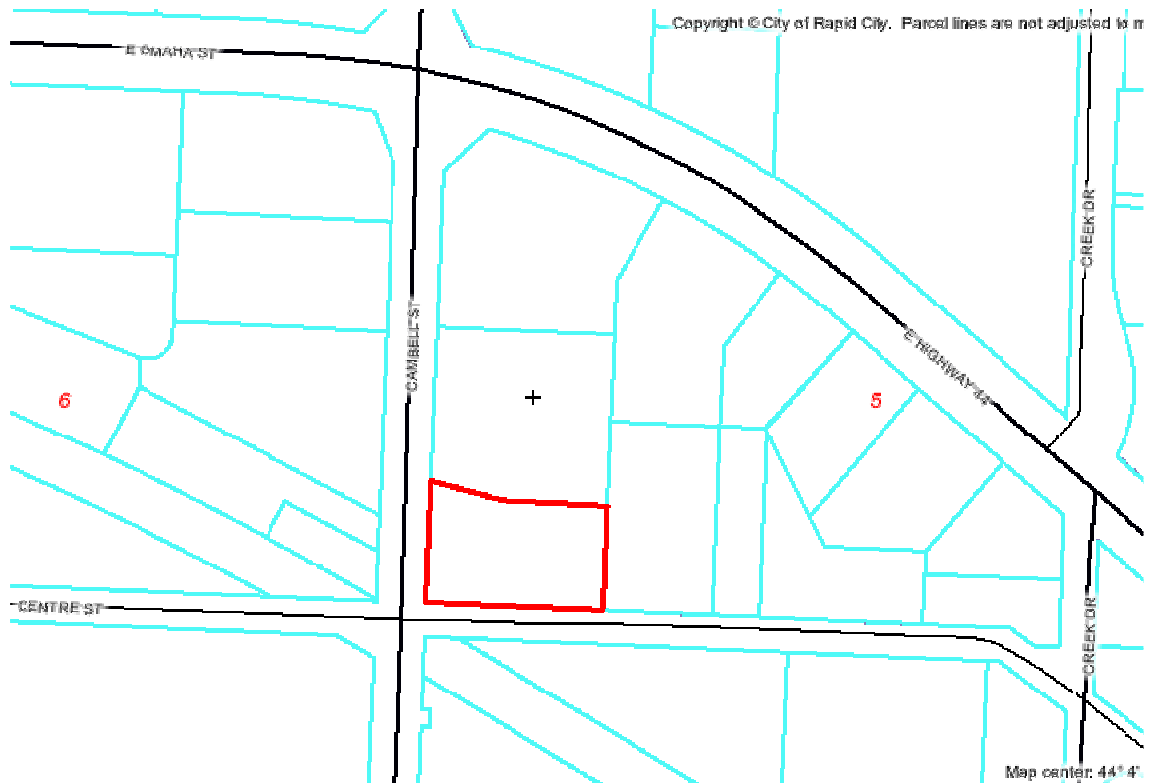 Copyright © City of Rapid City. Parcel lines are not adjusted to m
E OMAHA ST
CREEK DR
CAMBELL ST
E HIGHWAY 44
6
5
CENTRE ST
CREEK DR
Map center: 44° 4'